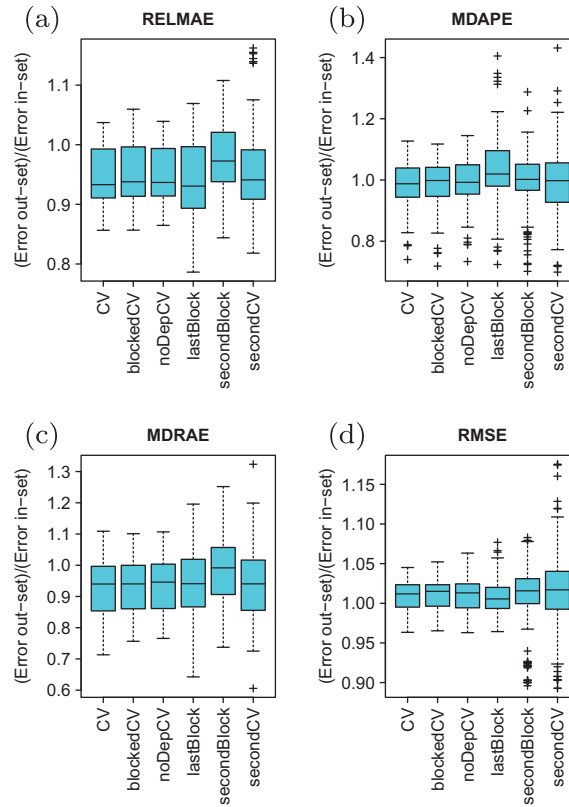 (a)
RELMAE
(Error out-set)/(Error in-set)
1.1
1.0
0.9
0.8
CV
blockedCV
noDepCV
lastBlock
secondBlock
secondCV
(b)
MDAPE
(Error out-set)/(Error in-set)
1.4
1.2
1.0
0.8
CV
blockedCV
noDepCV
lastBlock
secondBlock
secondCV
(c)
MDRAE
(Error out-set)/(Error in-set)
1.3
1.2
1.1
1.0
0.9
0.8
0.7
0.6
CV
blockedCV
noDepCV
lastBlock
secondBlock
secondCV
(d)
RMSE
(Error out-set)/(Error in-set)
1.15
1.10
1.05
1.00
0.95
0.90
CV
blockedCV
noDepCV
lastBlock
secondBlock
secondCV